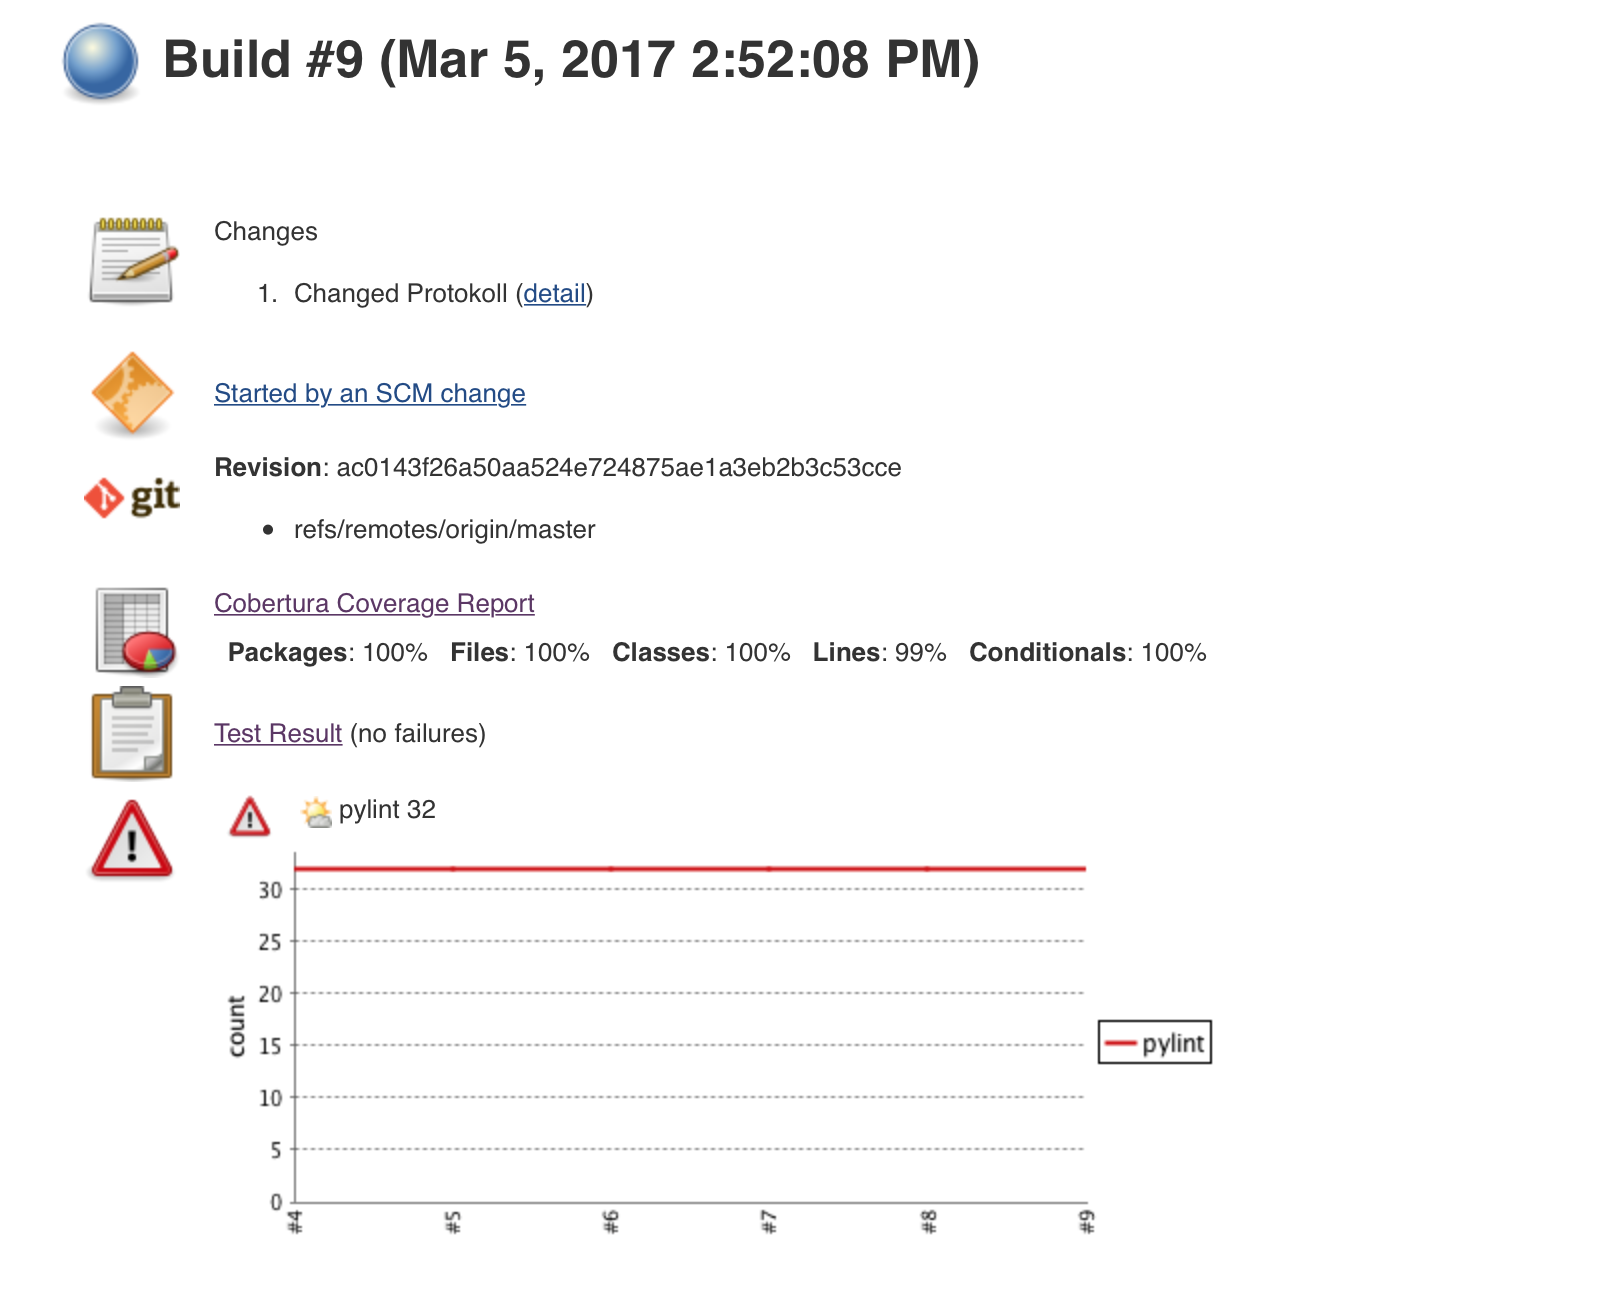 Build #9 (Mar 5, 2017 2:52:08 PM)
Changes
1. Changed Protokoll (detail)
Started by an SCM change
git
Revision: ac0143f26a50aa524e724875ae1a3eb2b3c53cce
• refs/remotes/origin/master
Cobertura Coverage Report
Packages: 100% Files: 100% Classes: 100% Lines: 99% Conditionals: 100%
Test Result (no failures)
pylint 32
30
25
20
15
10
5
0
count
#4 #5 #6 #7 #8 #9
pylint